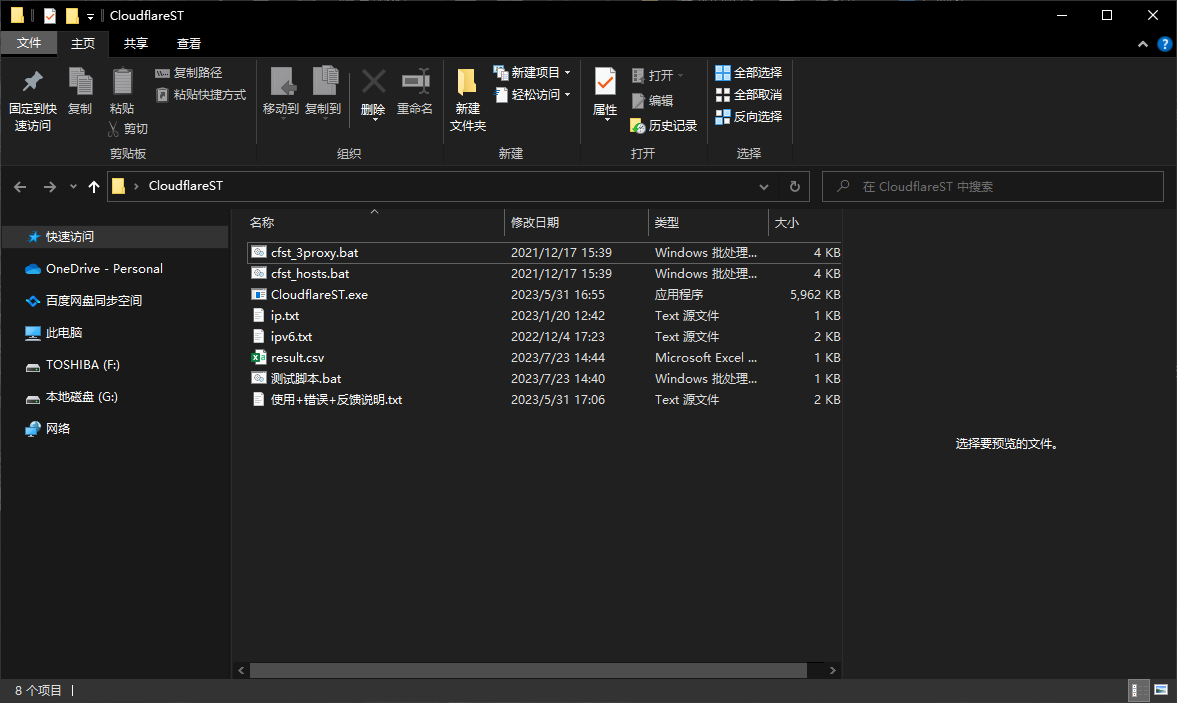 CloudflareST
文件 主页 共享 查看
固定到快速访问
复制
粘贴
复制路径
粘贴快捷方式
剪切
剪贴板
移动到
复制到
删除
重命名
组织
新建文件夹
新建项目
轻松访问
新建
属性
打开
编辑
历史记录
打开
全部选择
全部取消
反向选择
选择
CloudflareST
在 CloudflareST 中搜索
快速访问
OneDrive - Personal
百度网盘同步空间
此电脑
TOSHIBA (F:)
本地磁盘 (G:)
网络
名称 修改日期 类型 大小
cfst_3proxy.bat 2021/12/17 15:39 Windows 批处理... 4 KB
cfst_hosts.bat 2021/12/17 15:39 Windows 批处理... 4 KB
CloudflareST.exe 2023/5/31 16:55 应用程序 5,962 KB
ip.txt 2023/1/20 12:42 Text 源文件 1 KB
ipv6.txt 2022/12/4 17:23 Text 源文件 2 KB
result.csv 2023/7/23 14:44 Microsoft Excel ... 1 KB
测试脚本.bat 2023/7/23 14:40 Windows 批处理... 1 KB
使用+错误+反馈说明.txt 2023/5/31 17:06 Text 源文件 2 KB
选择要预览的文件。
8 个项目